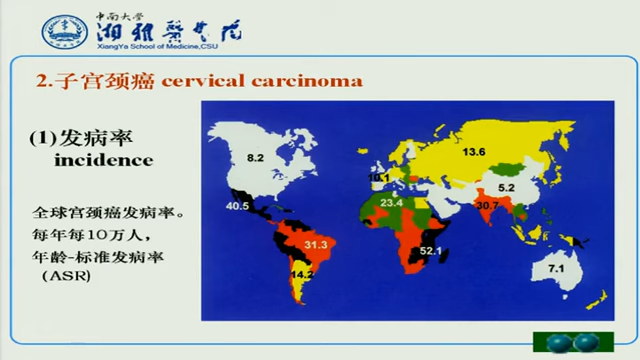 中南大学
湘雅醫学院
XiangYa School of Medicine,CSU
2.子宫颈癌 cervical carcinoma
(1)发病率
incidence
全球宫颈癌发病率。
每年每10万人，
年龄-标准发病率
(ASR)
8.2
13.6
10.1
5.2
40.5
23.4
30.7
31.3
52.1
14.2
7.1